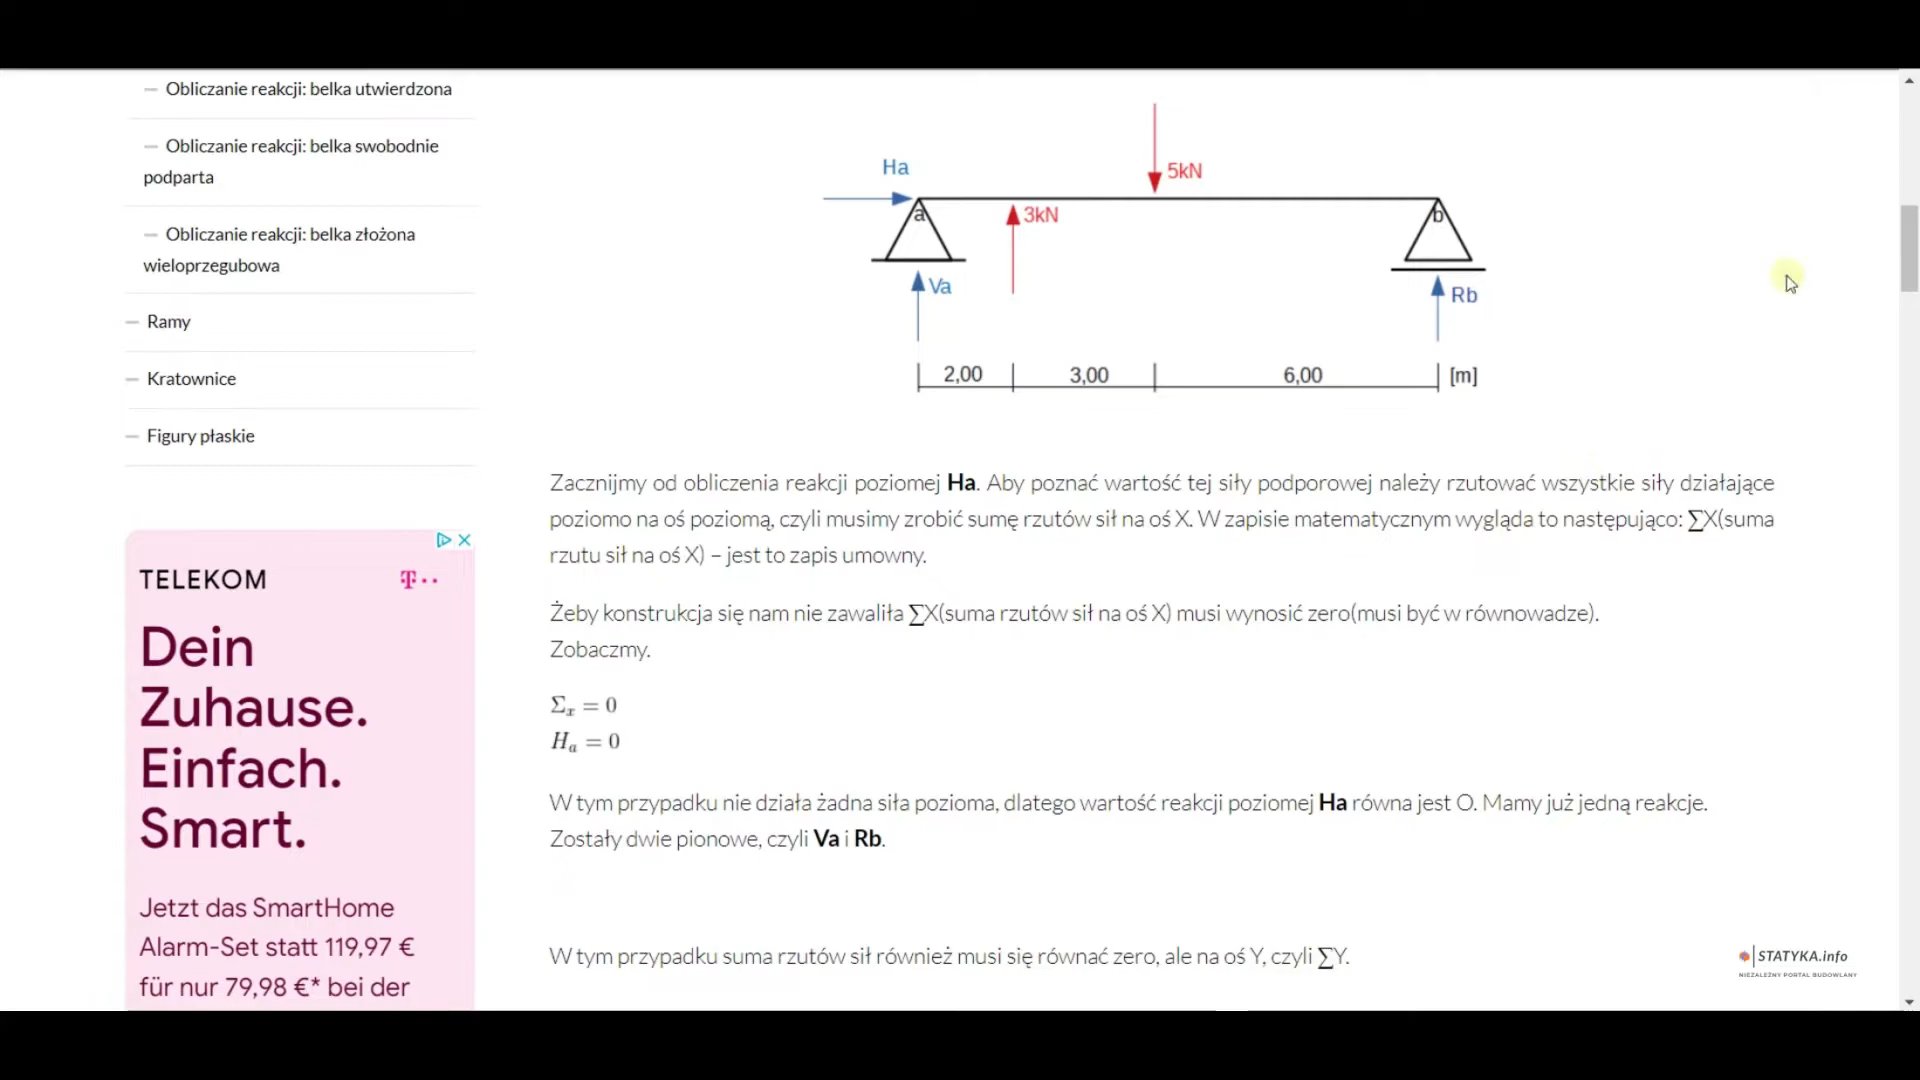 — Obliczanie reakcji: belka utwierdzona
— Obliczanie reakcji: belka swobodnie
podparta
— Obliczanie reakcji: belka złożona
wieloprzegubowa
— Ramy
— Kratownice
— Figury płaskie
TELEKOM
T
Dein
Zuhause.
Einfach.
Smart.
Jetzt das SmartHome
Alarm-Set statt 119,97 €
für nur 79,98 €* bei der
Ha
5kN
a
3kN
b
Va
Rb
2,00 3,00 6,00 [m]
Zacznijmy od obliczenia reakcji poziomej Ha. Aby poznać wartość tej siły podporowej należy rzutować wszystkie siły działające
poziomo na oś poziomą, czyli musimy zrobić sumę rzutów sił na oś X. W zapisie matematycznym wygląda to następująco: ∑X(suma
rzutu sił na oś X) – jest to zapis umowny.
Żeby konstrukcja się nam nie zawaliła ∑X(suma rzutów sił na oś X) musi wynosić zero(musi być w równowadze).
Zobaczmy.
Σx = 0
Ha = 0
W tym przypadku nie działa żadna siła pozioma, dlatego wartość reakcji poziomej Ha równa jest O. Mamy już jedną reakcje.
Zostały dwie pionowe, czyli Va i Rb.
W tym przypadku suma rzutów sił również musi się równać zero, ale na oś Y, czyli ∑Y.
STATYKA.info
NIEZALEŻNY PORTAL BUDOWLANY